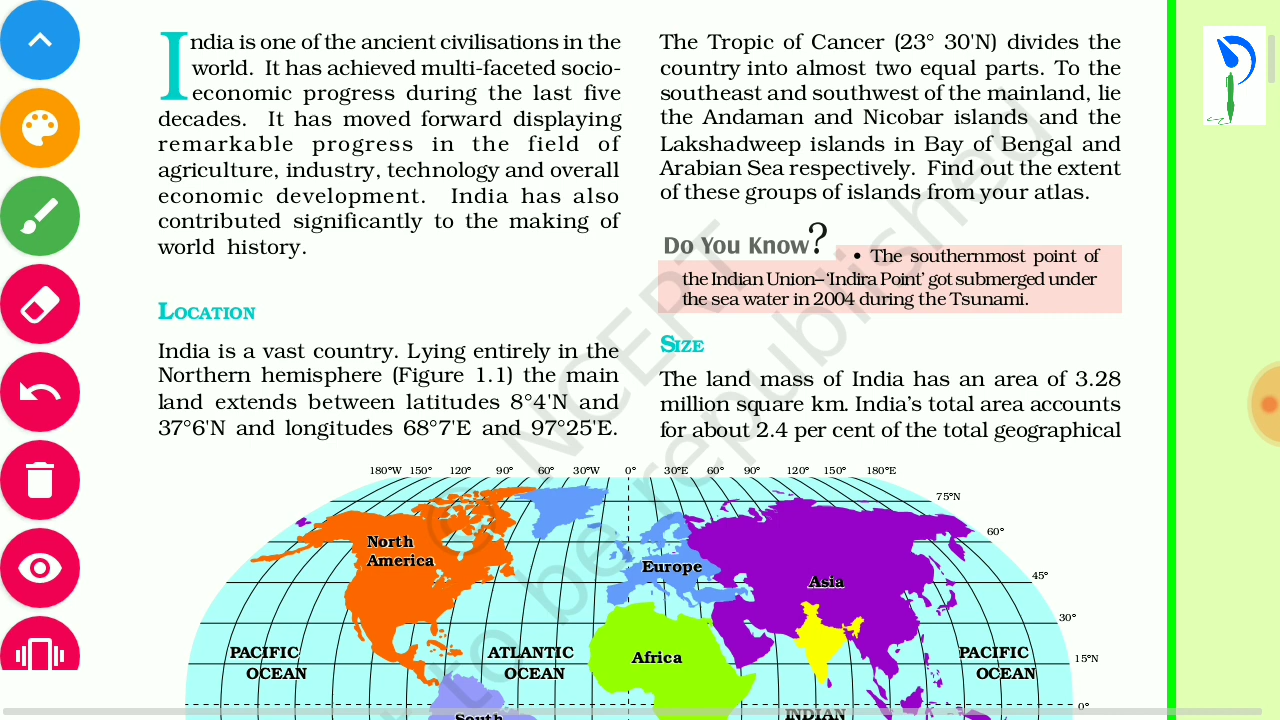 India is one of the ancient civilisations in the
world. It has achieved multi-faceted socio-
economic progress during the last five
decades. It has moved forward displaying
remarkable progress in the field of
agriculture, industry, technology and overall
economic development. India has also
contributed significantly to the making of
world history.
LOCATION
India is a vast country. Lying entirely in the
Northern hemisphere (Figure 1.1) the main
land extends between latitudes 8°4'N and
37°6'N and longitudes 68°7'E and 97°25'E.
The Tropic of Cancer (23° 30'N) divides the
country into almost two equal parts. To the
southeast and southwest of the mainland, lie
the Andaman and Nicobar islands and the
Lakshadweep islands in Bay of Bengal and
Arabian Sea respectively. Find out the extent
of these groups of islands from your atlas.
Do You Know?
• The southernmost point of
the Indian Union– 'Indira Point' got submerged under
the sea water in 2004 during the Tsunami.
SIZE
The land mass of India has an area of 3.28
million square km. India's total area accounts
for about 2.4 per cent of the total geographical
180°W 150° 120° 90° 60° 30°W 0° 30°E 60° 90° 120° 150° 180°E
75°N
60°
45°
30°
15°N
0°
North
America
Europe
Asia
Africa
PACIFIC
OCEAN
ATLANTIC
OCEAN
PACIFIC
OCEAN
South
INDIAN
© NCERT
to be republished